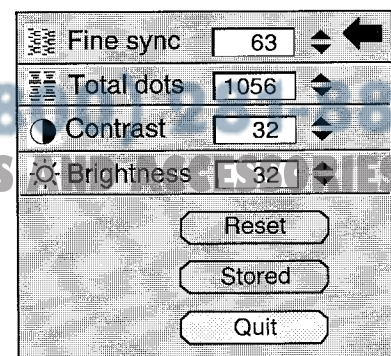 Fine sync 63
Total dots 1056
Contrast 32
Brightness 32
Reset
Stored
Quit